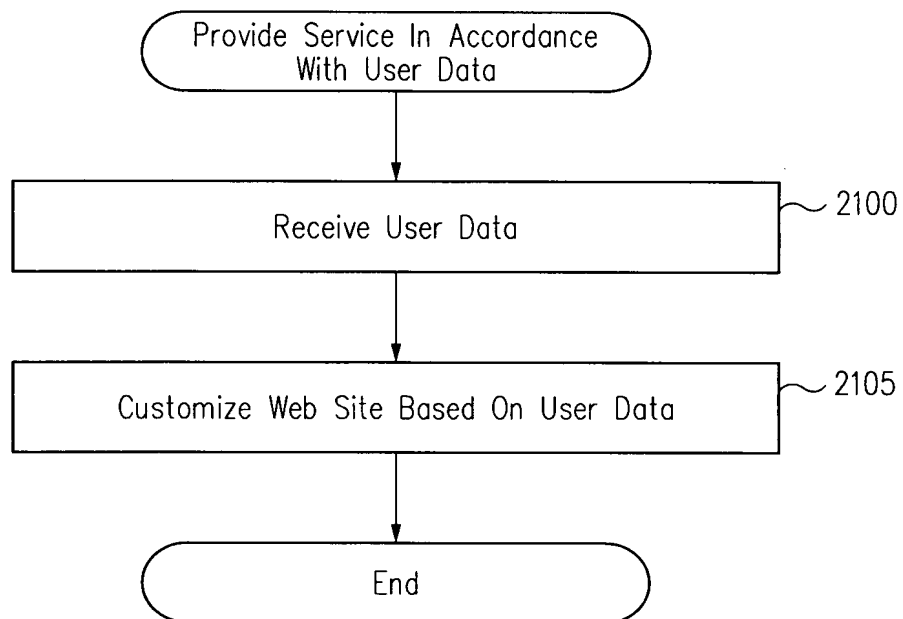 Provide Service In Accordance
With User Data
Receive User Data
2100
Customize Web Site Based On User Data
2105
End